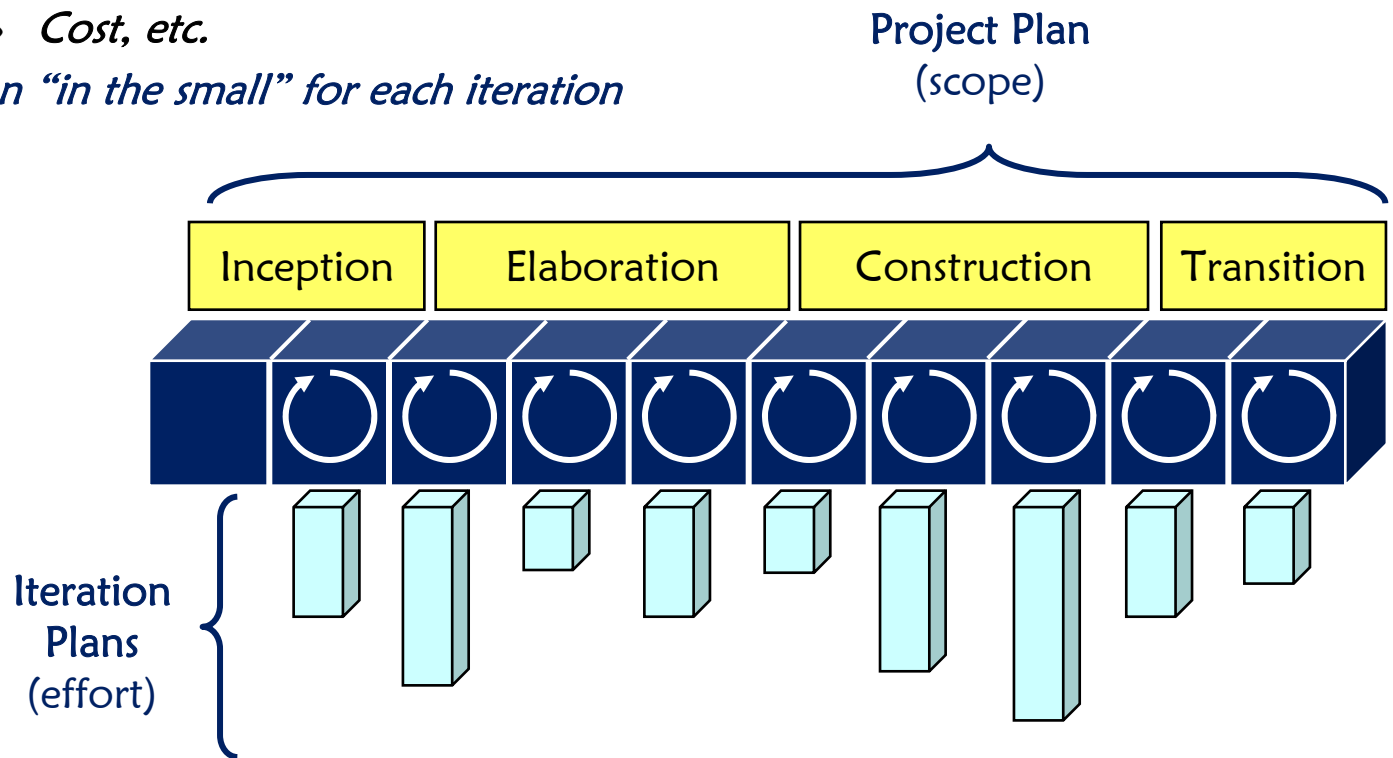 Cost, etc.
“in the small” for each iteration
Project Plan
(scope)
Inception
Elaboration
Construction
Transition
Iteration
Plans
(effort)